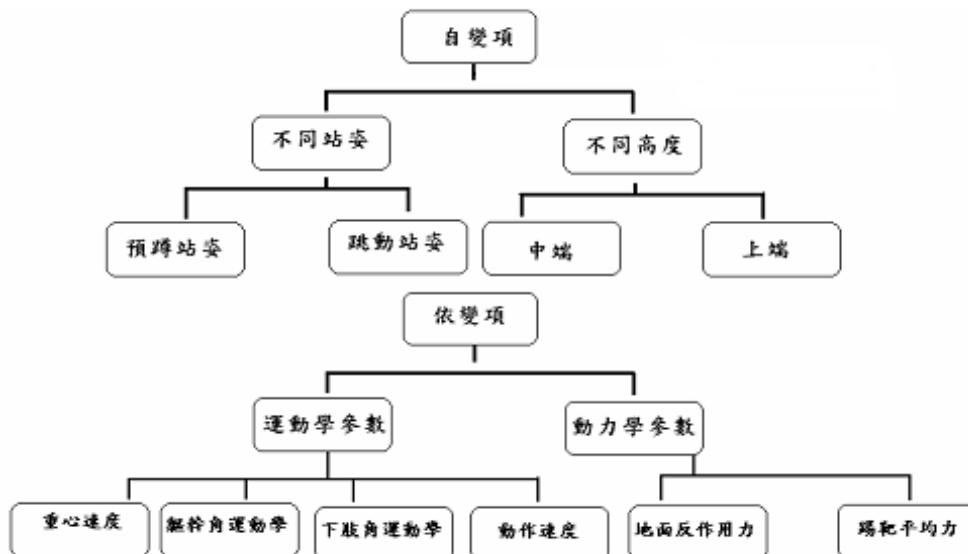 自變項
不同站姿
不同高度
預蹲站姿
跳動站姿
中端
上端
依變項
運動學參數
動力學參數
重心速度
軀幹角運動學
下肢角運動學
動作速度
地面反作用力
踢靶平均力